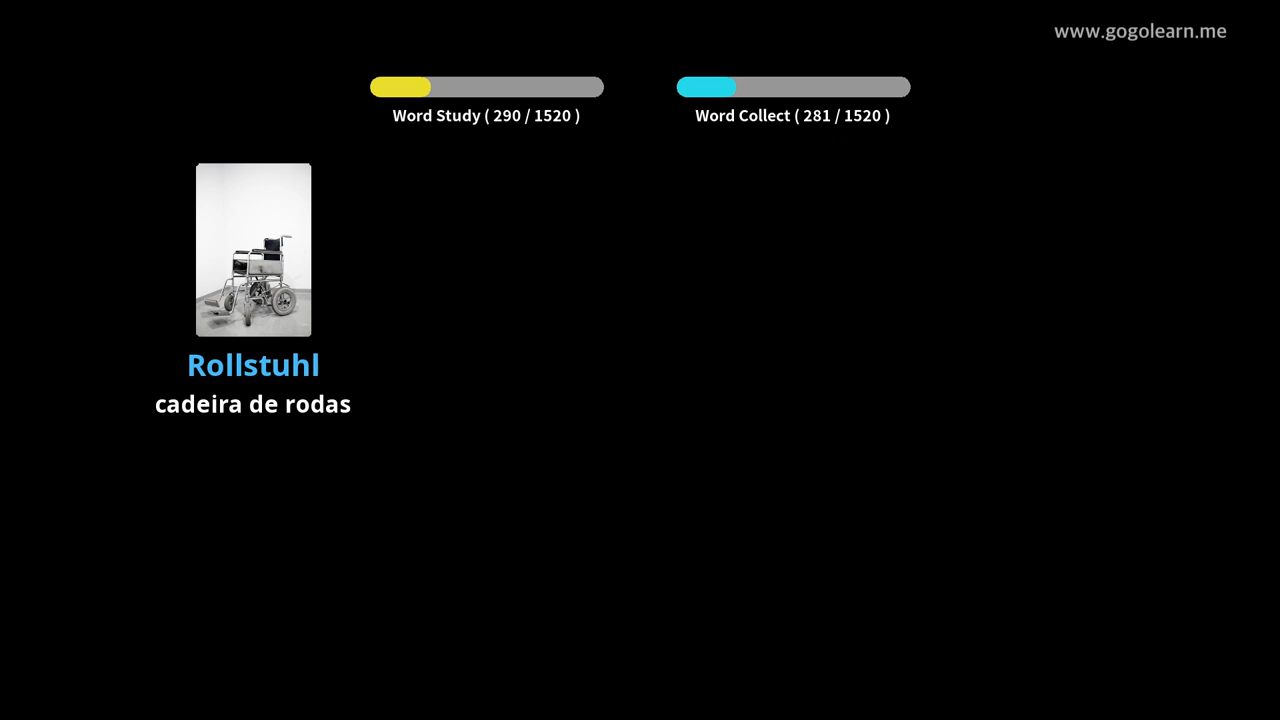 www.gogolearn.me
Word Study ( 290 / 1520 )
Word Collect ( 281 / 1520 )
Rollstuhl
cadeira de rodas